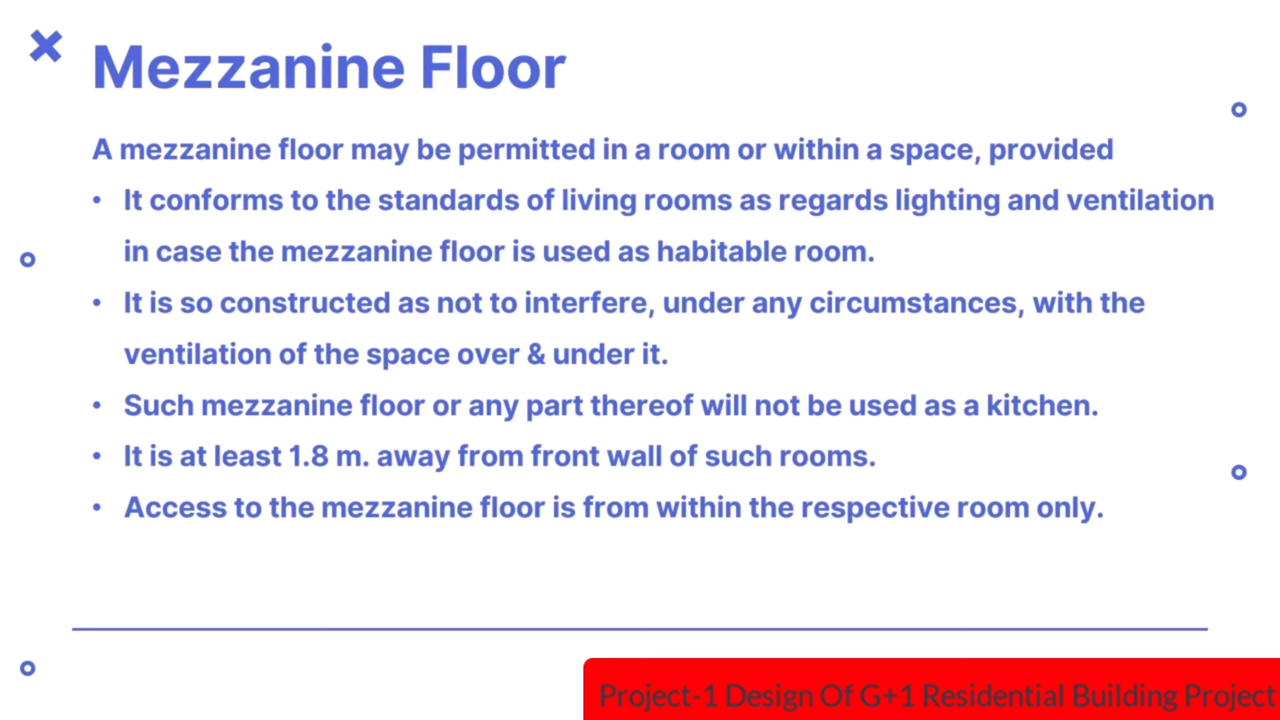 Mezzanine Floor
A mezzanine floor may be permitted in a room or within a space, provided
• It conforms to the standards of living rooms as regards lighting and ventilation
in case the mezzanine floor is used as habitable room.
• It is so constructed as not to interfere, under any circumstances, with the
ventilation of the space over & under it.
• Such mezzanine floor or any part thereof will not be used as a kitchen.
• It is at least 1.8 m. away from front wall of such rooms.
• Access to the mezzanine floor is from within the respective room only.
Project-1 Design Of G+1 Residential Building Project